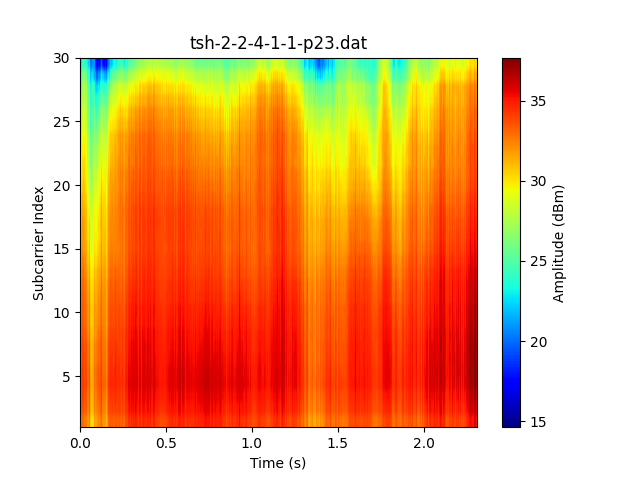 tsh-2-2-4-1-1-p23.dat
30
25
20
15
10
5
Subcarrier Index
0.0 0.5 1.0 1.5 2.0
Time (s)
35
30
25
20
15
Amplitude (dBm)